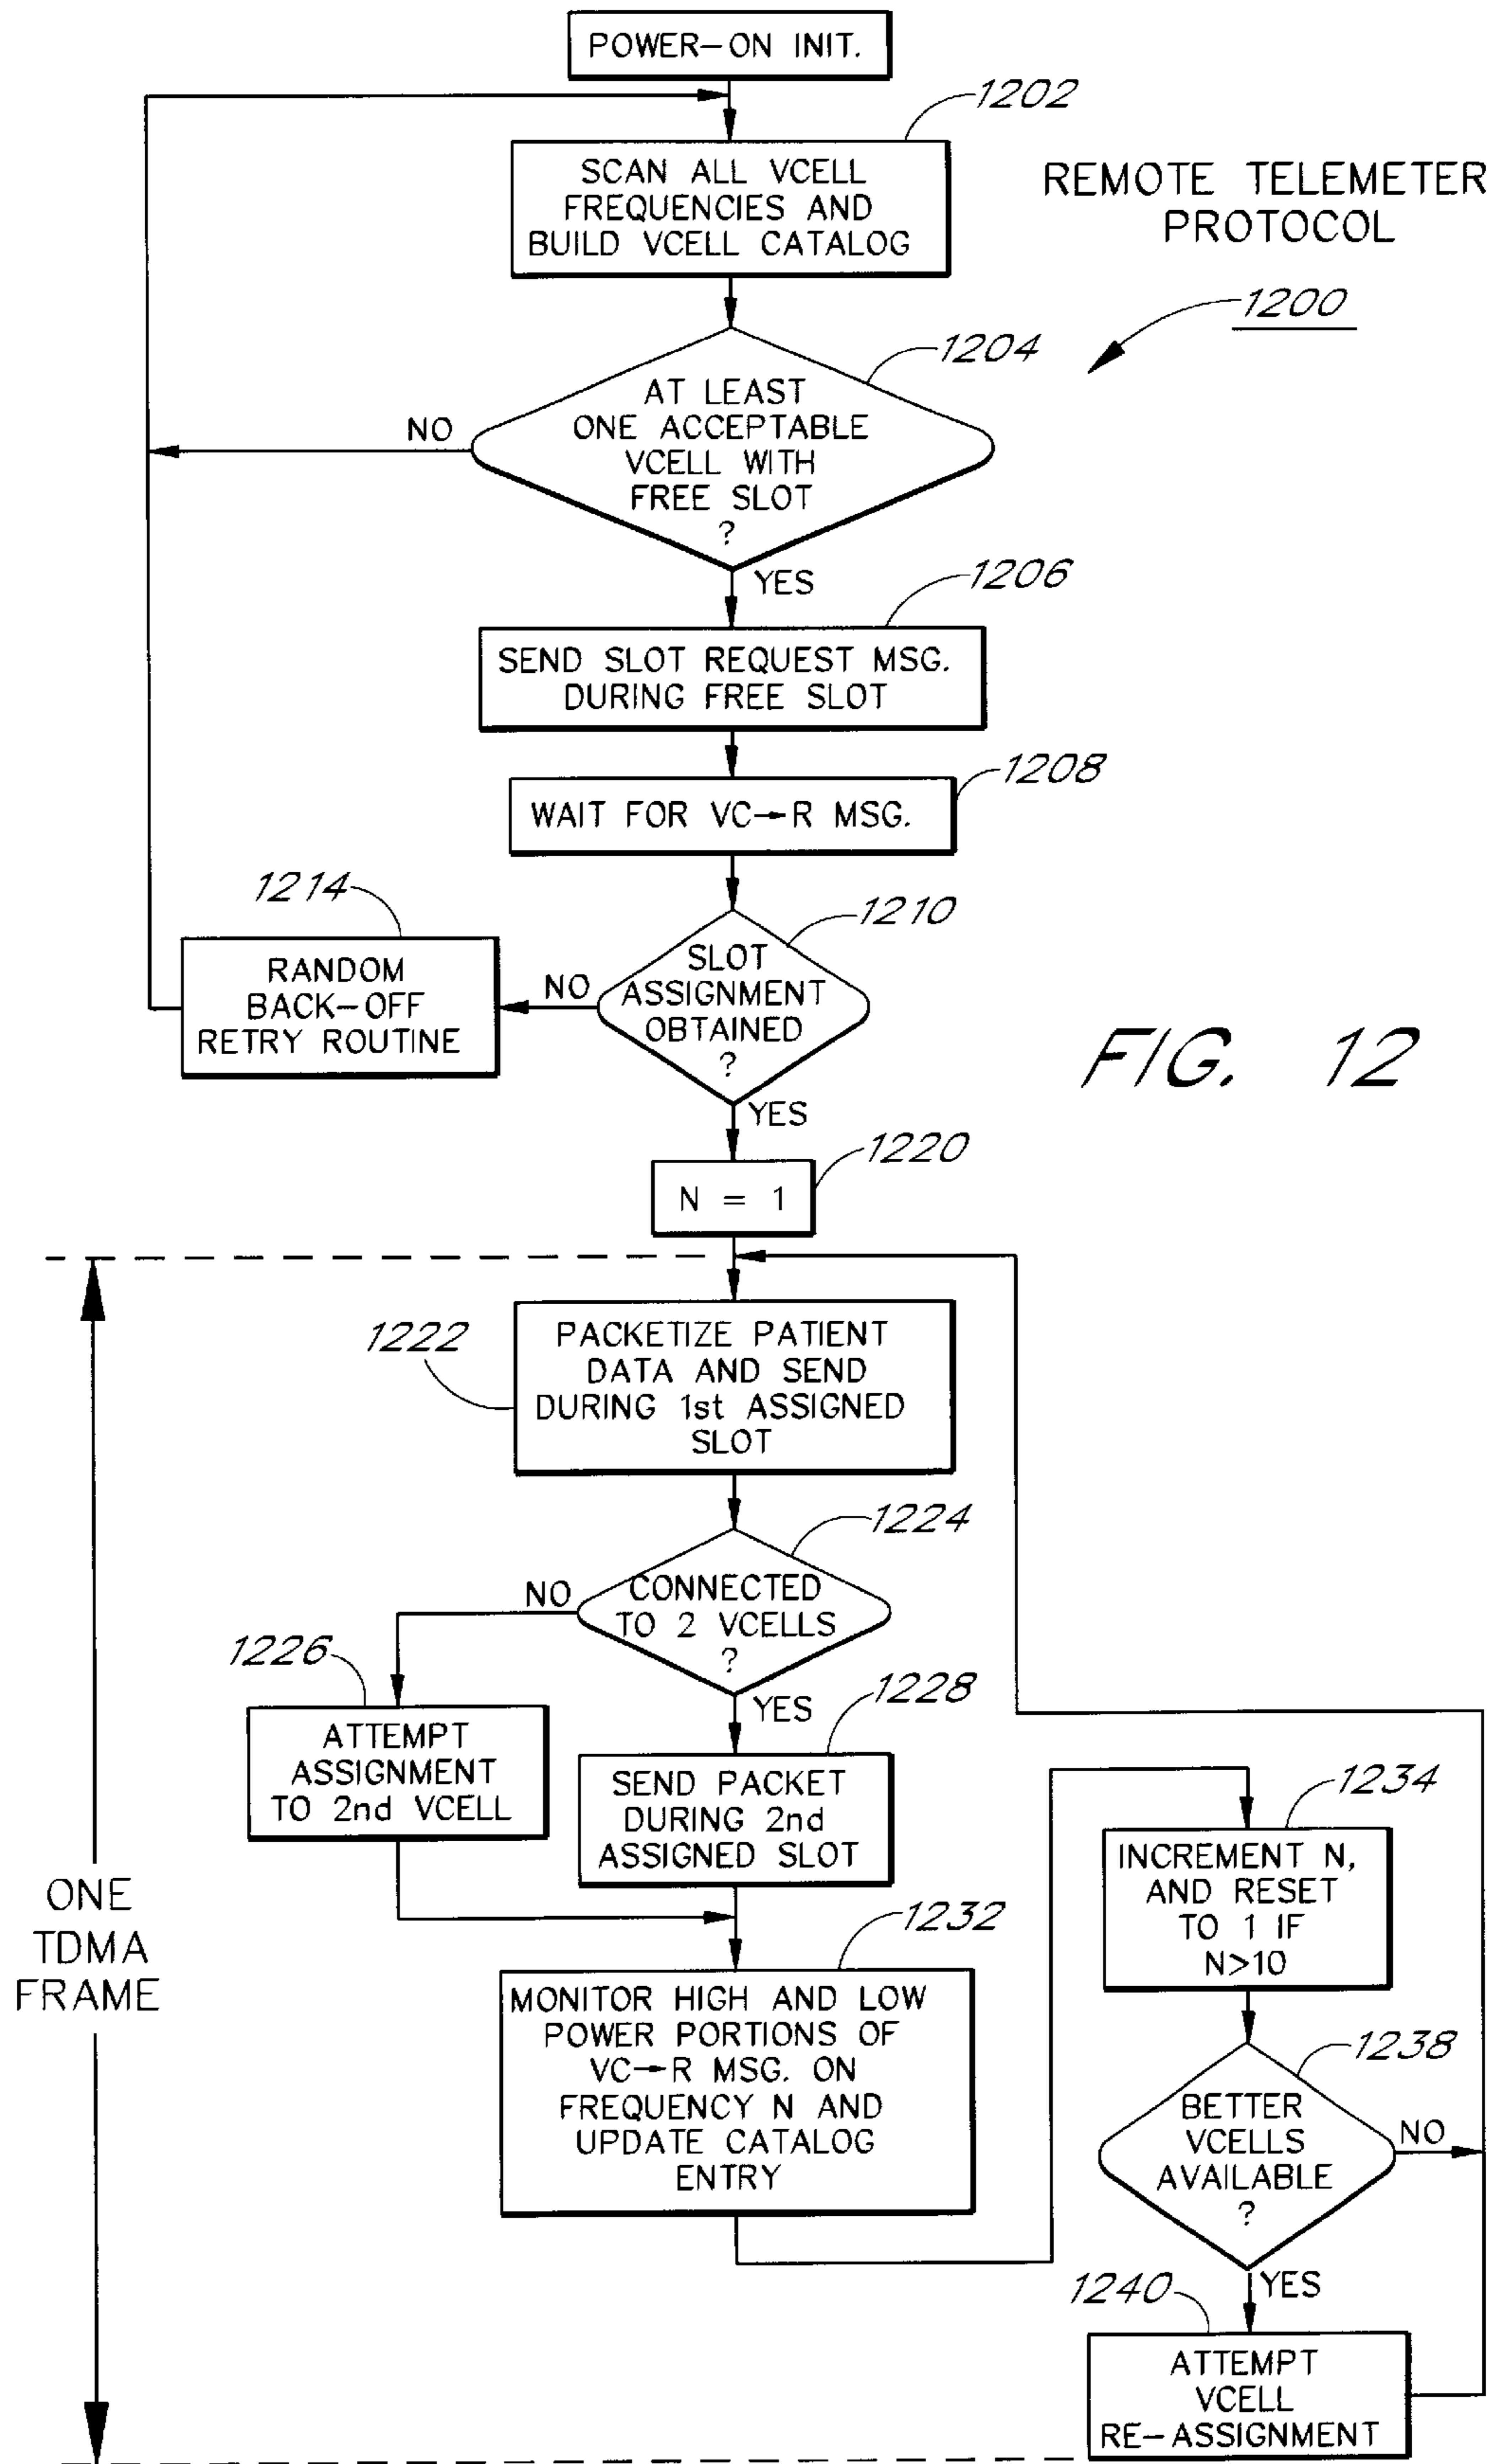 POWER-ON INIT.
1202
SCAN ALL VCELL
FREQUENCIES AND
BUILD VCELL CATALOG
REMOTE TELEMETER
PROTOCOL
1200
1204
AT LEAST
ONE ACCEPTABLE
VCELL WITH
FREE SLOT
?
NO
YES
1206
SEND SLOT REQUEST MSG.
DURING FREE SLOT
1208
WAIT FOR VC→R MSG.
1214
RANDOM
BACK-OFF
RETRY ROUTINE
NO
1210
SLOT
ASSIGNMENT
OBTAINED
?
YES
FIG. 12
1220
N = 1
1222
PACKETIZE PATIENT
DATA AND SEND
DURING 1st ASSIGNED
SLOT
1224
CONNECTED
TO 2 VCELLS
?
NO
YES
1226
ATTEMPT
ASSIGNMENT
TO 2nd VCELL
1228
SEND PACKET
DURING 2nd
ASSIGNED SLOT
ONE
TDMA
FRAME
1232
MONITOR HIGH AND LOW
POWER PORTIONS OF
VC→R MSG. ON
FREQUENCY N AND
UPDATE CATALOG
ENTRY
1234
INCREMENT N,
AND RESET
TO 1 IF
N>10
1238
BETTER
VCELLS
AVAILABLE
?
NO
YES
1240
ATTEMPT
VCELL
RE-ASSIGNMENT